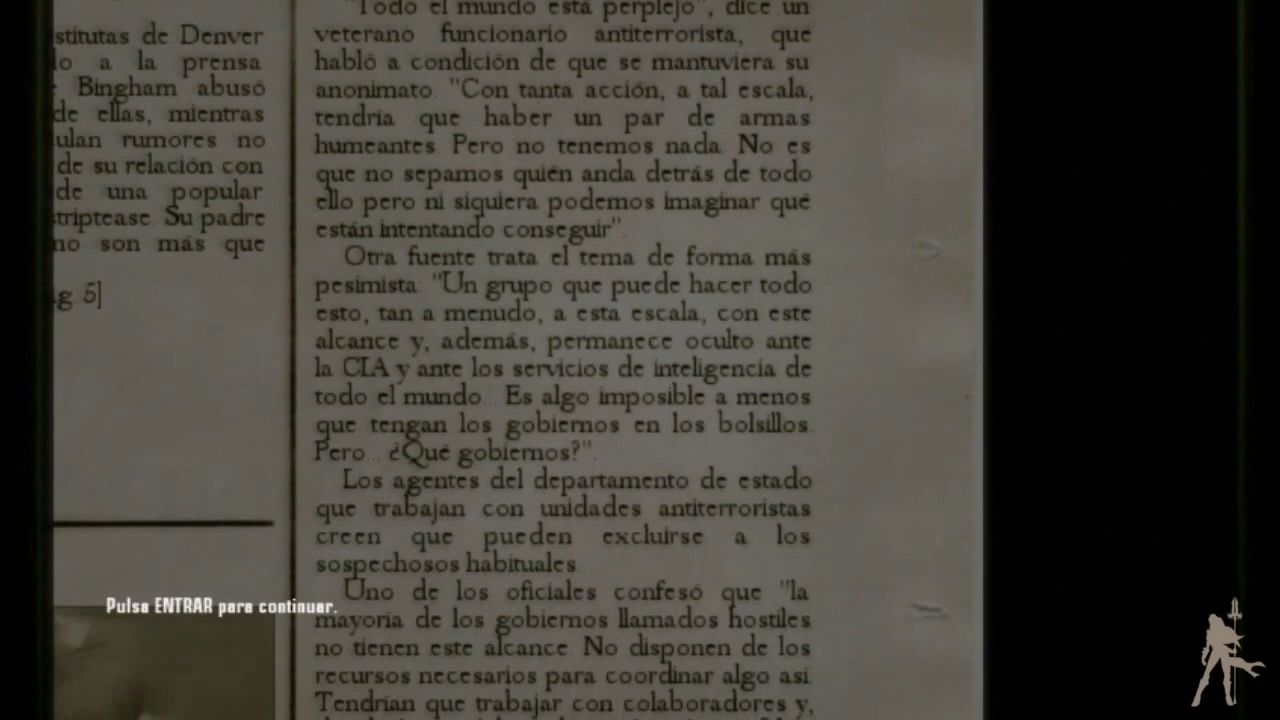 stitutas de Denver
lo a la prensa
Bingham abusó
de ellas, mientras
ulan rumores no
de su relación con
de una popular
striptease. Su padre
no son más que
g. 5]
"Todo el mundo está perplejo", dice un
veterano funcionario antiterrorista, que
habló a condición de que se mantuviera su
anonimato. "Con tanta acción, a tal escala,
tendría que haber un par de armas
humeantes. Pero no tenemos nada. No es
que no sepamos quién anda detrás de todo
ello pero ni siquiera podemos imaginar qué
están intentando conseguir".
Otra fuente trata el tema de forma más
pesimista: "Un grupo que puede hacer todo
esto, tan a menudo, a esta escala, con este
alcance y, además, permanece oculto ante
la CIA y ante los servicios de inteligencia de
todo el mundo... Es algo imposible a menos
que tengan los gobiernos en los bolsillos.
Pero... ¿Qué gobiernos?".
Los agentes del departamento de estado
que trabajan con unidades antiterroristas
creen que pueden excluirse a los
sospechosos habituales.
Uno de los oficiales confesó que "la
mayoría de los gobiernos llamados hostiles
no tienen este alcance. No disponen de los
recursos necesarios para coordinar algo así.
Tendrían que trabajar con colaboradores y,
Pulsa ENTRAR para continuar.